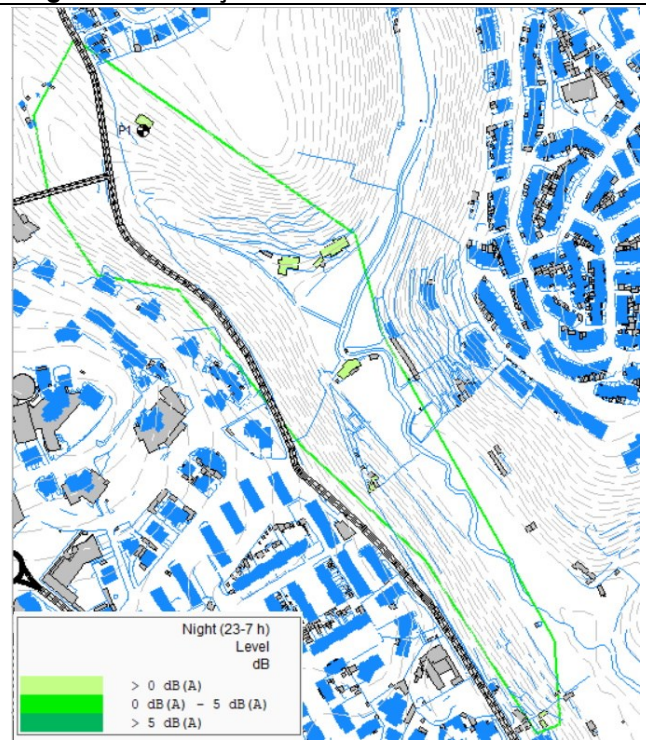 P1
Night (23-7 h)
Level
dB
> 0 dB(A)
0 dB(A) - 5 dB(A)
> 5 dB(A)